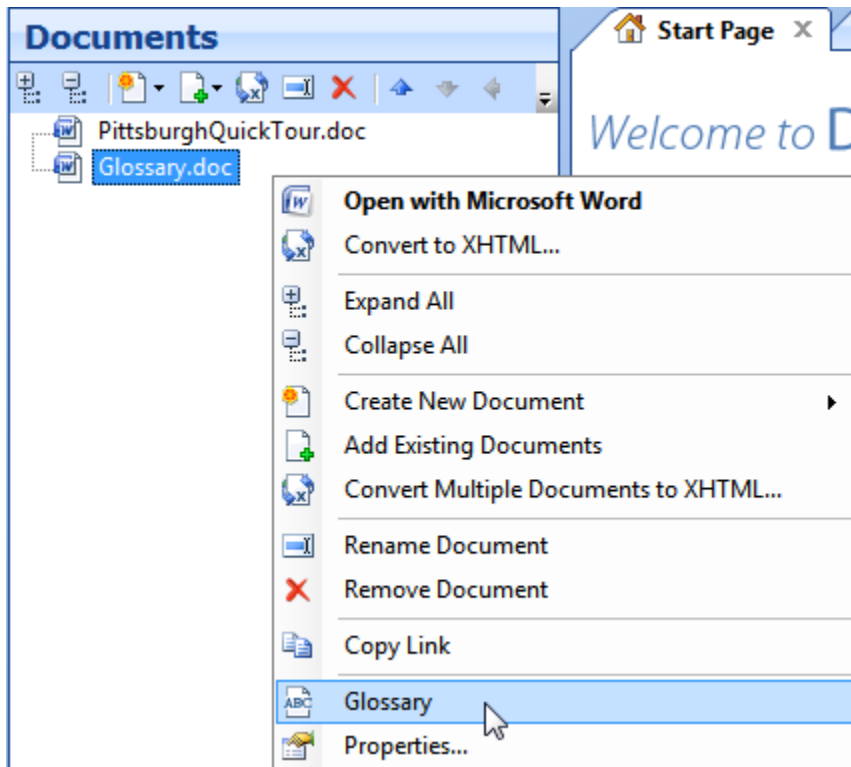 Documents
Start Page
Welcome to D
PittsburghQuickTour.doc
Glossary.doc
Open with Microsoft Word
Convert to XHTML...
Expand All
Collapse All
Create New Document
Add Existing Documents
Convert Multiple Documents to XHTML...
Rename Document
Remove Document
Copy Link
ABC Glossary
Properties...